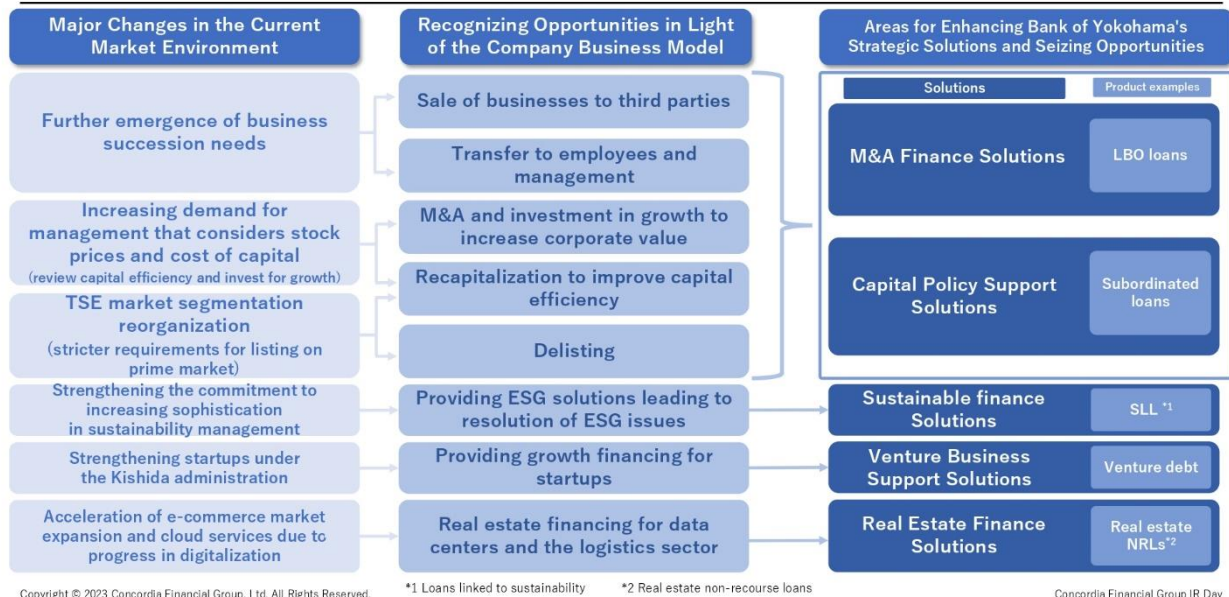 Major Changes in the Current
Market Environment
Recognizing Opportunities in Light
of the Company Business Model
Areas for Enhancing Bank of Yokohama's
Strategic Solutions and Seizing Opportunities
Further emergence of business
succession needs
Sale of businesses to third parties
Transfer to employees and
management
Solutions
Product examples
M&A Finance Solutions
LBO loans
Increasing demand for
management that considers stock
prices and cost of capital
(review capital efficiency and invest for growth)
M&A and investment in growth to
increase corporate value
Recapitalization to improve capital
efficiency
Capital Policy Support
Solutions
Subordinated
loans
TSE market segmentation
reorganization
(stricter requirements for listing on
prime market)
Delisting
Strengthening the commitment to
increasing sophistication
in sustainability management
Providing ESG solutions leading to
resolution of ESG issues
Sustainable finance
Solutions
SLL *1
Strengthening startups under
the Kishida administration
Providing growth financing for
startups
Venture Business
Support Solutions
Venture debt
Acceleration of e-commerce market
expansion and cloud services due to
progress in digitalization
Real estate financing for data
centers and the logistics sector
Real Estate Finance
Solutions
Real estate
NRLs*2
*1 Loans linked to sustainability *2 Real estate non-recourse loans
Copyright © 2023 Concordia Financial Group, Ltd. All Rights Reserved.
Concordia Financial Group IR Day